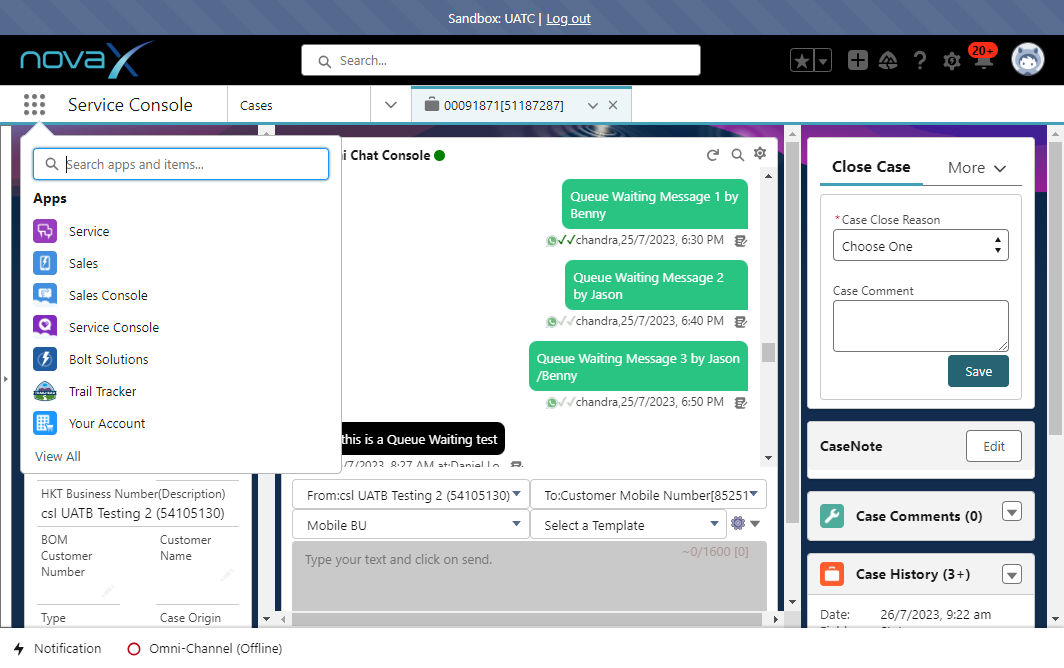 Sandbox: UATC | Log out
novaX
Search...
20+
Service Console
Cases
00091871[51187287]
Search apps and items...
Apps
Service
Sales
Sales Console
Service Console
Bolt Solutions
Trail Tracker
Your Account
View All
HKT Business Number(Description)
csl UATB Testing 2 (54105130)
BOM
Customer
Number
Customer
Name
Type
Case Origin
Chat Console
Queue Waiting Message 1 by
Benny
chandra,25/7/2023, 6:30 PM
Queue Waiting Message 2
by Jason
chandra,25/7/2023, 6:40 PM
Queue Waiting Message 3 by Jason
/Benny
chandra,25/7/2023, 6:50 PM
this is a Queue Waiting test
/7/2023, 8:27 AM at:Daniel Lo
From:csl UATB Testing 2 (54105130)
To:Customer Mobile Number[85251
Mobile BU
Select a Template
~0/1600 [0]
Type your text and click on send.
Close Case
More
*Case Close Reason
Choose One
Case Comment
Save
CaseNote
Edit
Case Comments (0)
Case History (3+)
Date:
26/7/2023, 9:22 am
Notification
Omni-Channel (Offline)